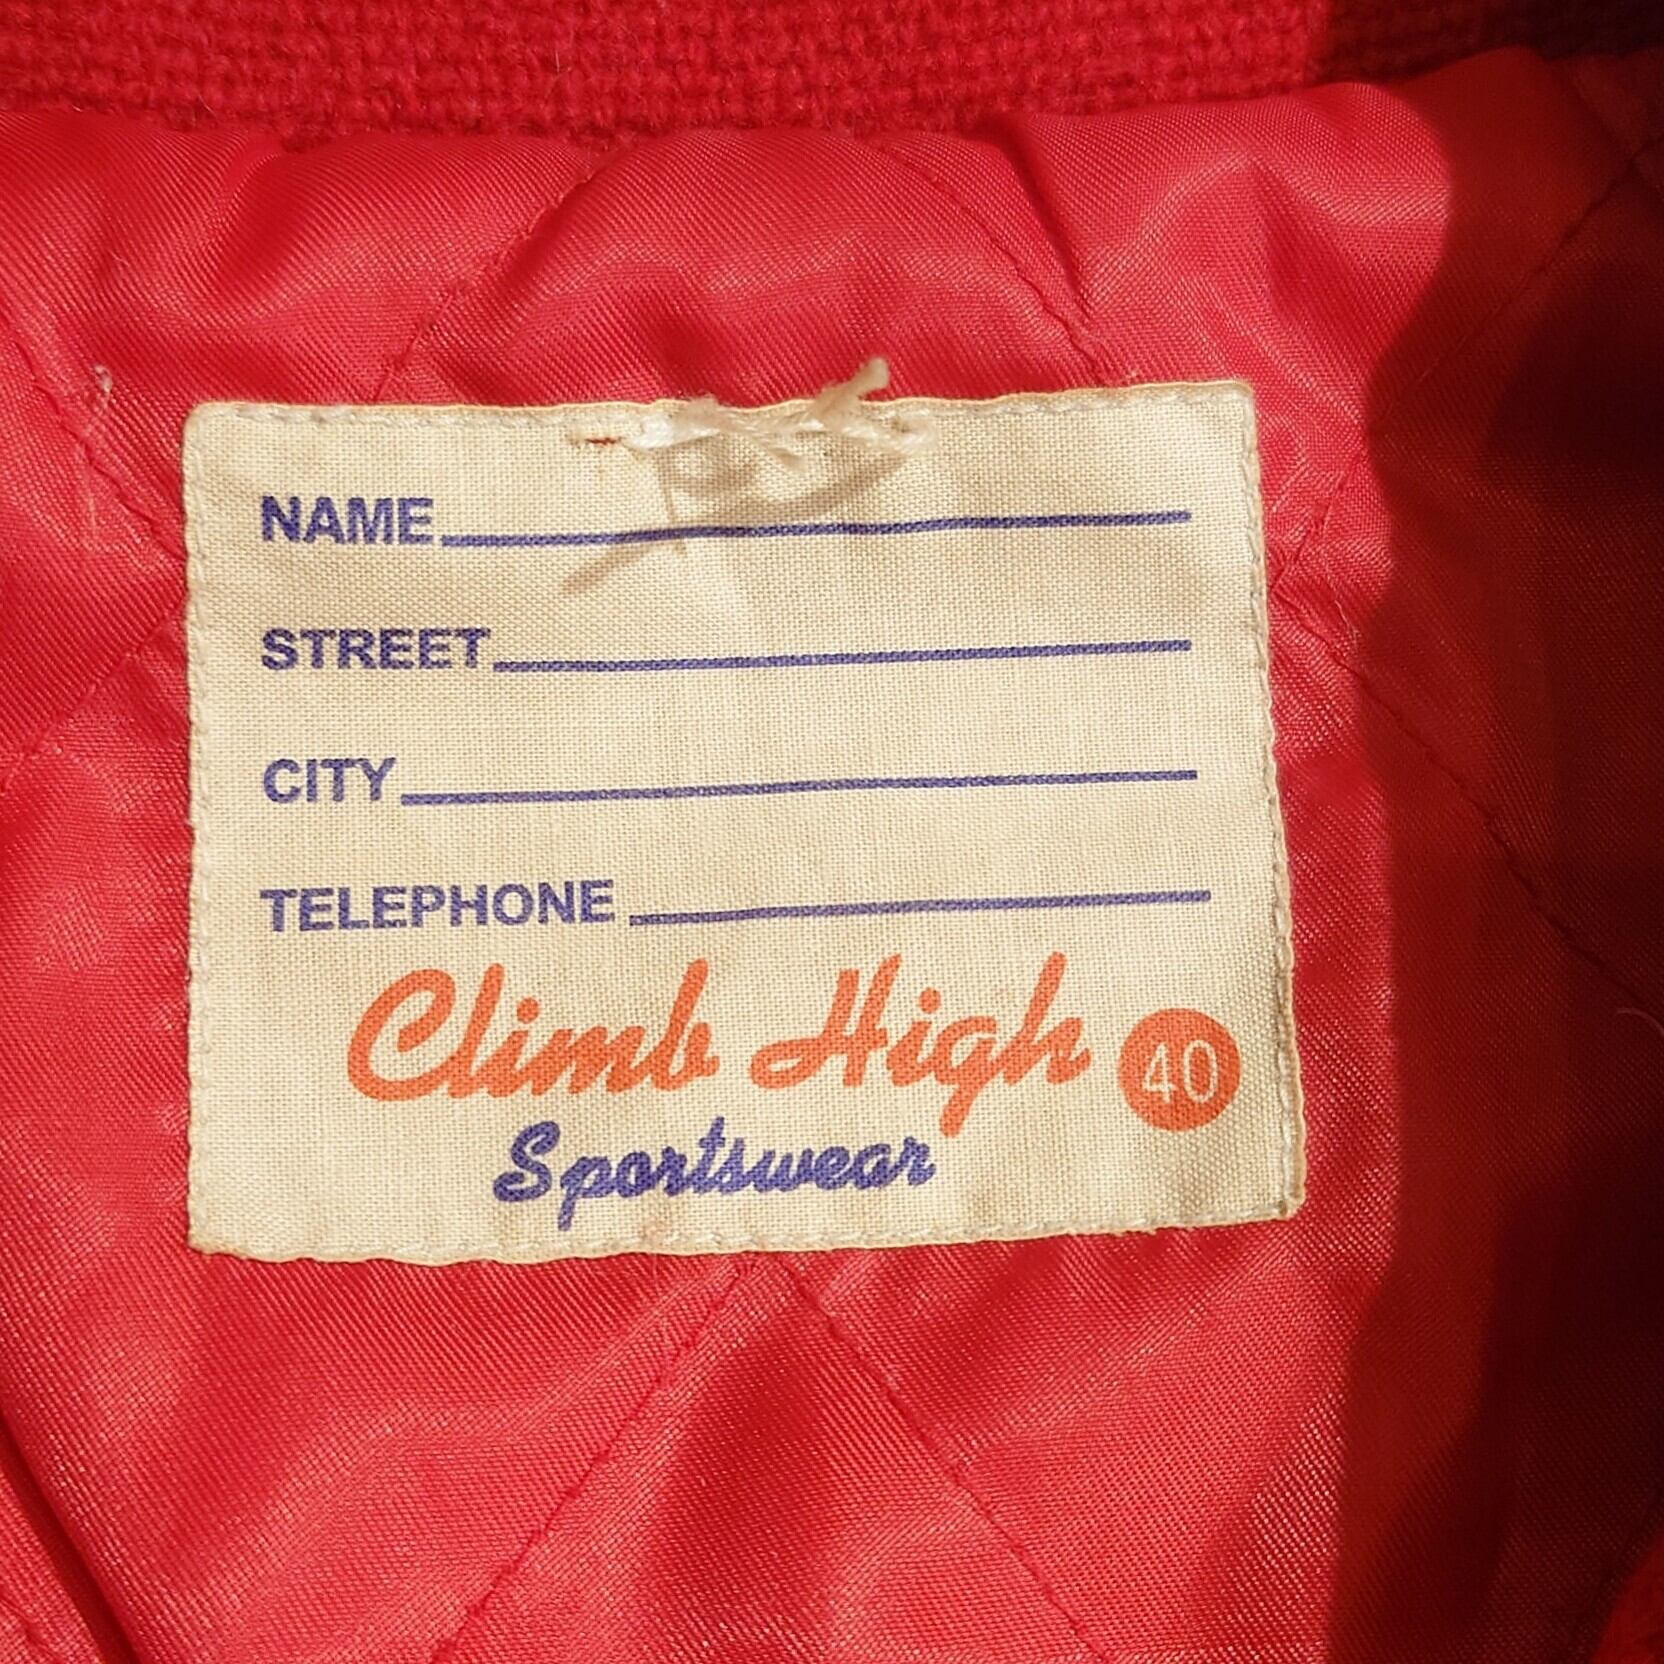 NAME
STREET
CITY
TELEPHONE
Climb High 40
Sportswear